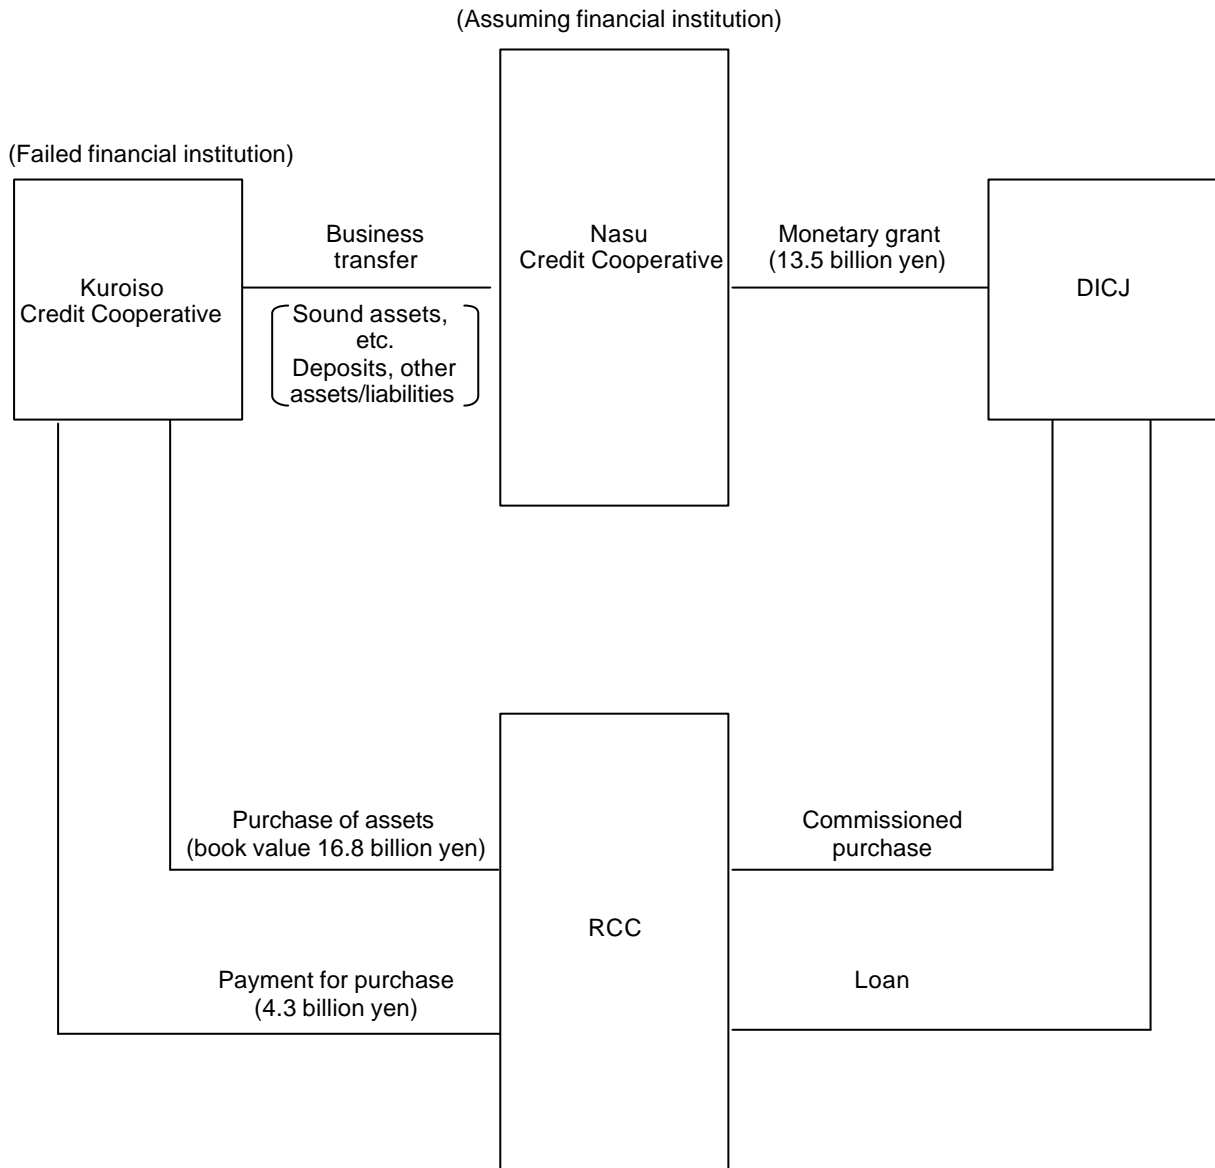 (Assuming financial institution)
(Failed financial institution)
Kuroiso
Credit Cooperative
Business
transfer
Sound assets,
etc.
Deposits, other
assets/liabilities
Nasu
Credit Cooperative
Monetary grant
(13.5 billion yen)
DICJ
Purchase of assets
(book value 16.8 billion yen)
Commissioned
purchase
RCC
Payment for purchase
(4.3 billion yen)
Loan